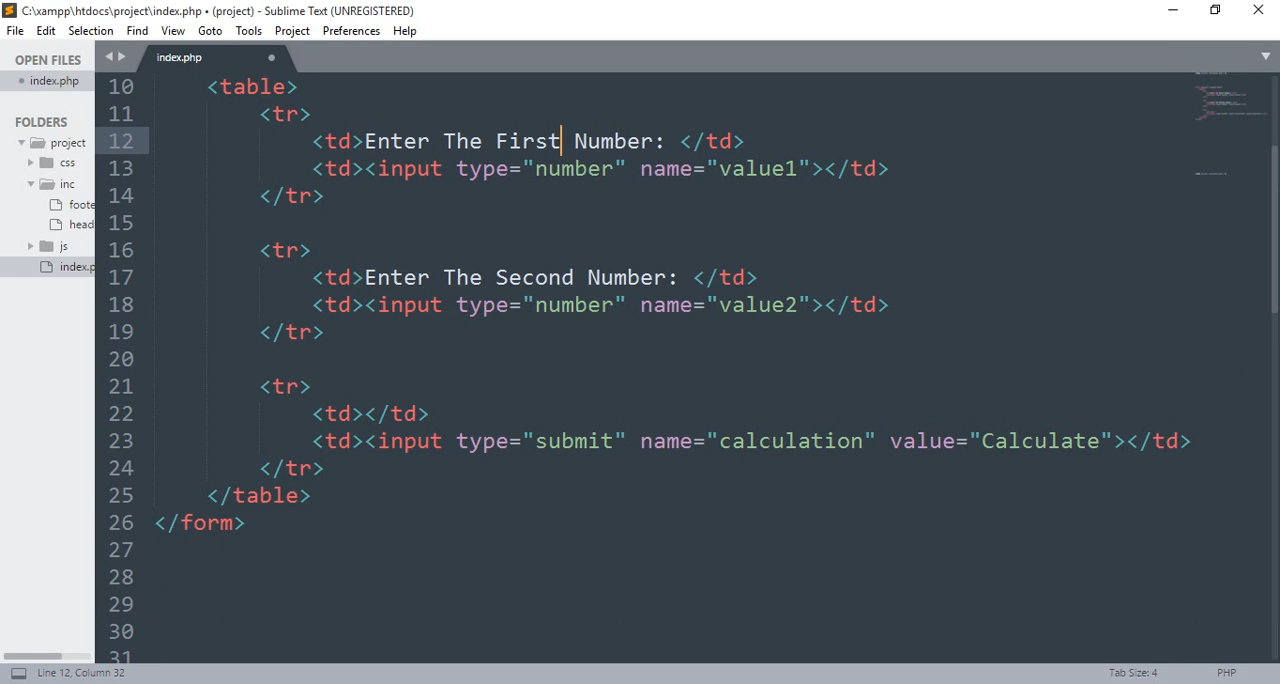 C:\xampp\htdocs\project\index.php • (project) - Sublime Text (UNREGISTERED)
File Edit Selection Find View Goto Tools Project Preferences Help
OPEN FILES
index.php
FOLDERS
project
css
inc
foote
head
js
index.p
index.php
10 <table>
11 <tr>
12 <td>Enter The First Number: </td>
13 <td><input type="number" name="value1"></td>
14 </tr>
15
16 <tr>
17 <td>Enter The Second Number: </td>
18 <td><input type="number" name="value2"></td>
19 </tr>
20
21 <tr>
22 <td></td>
23 <td><input type="submit" name="calculation" value="Calculate"></td>
24 </tr>
25 </table>
26 </form>
27
28
29
30
31
Line 12, Column 32
Tab Size: 4
PHP